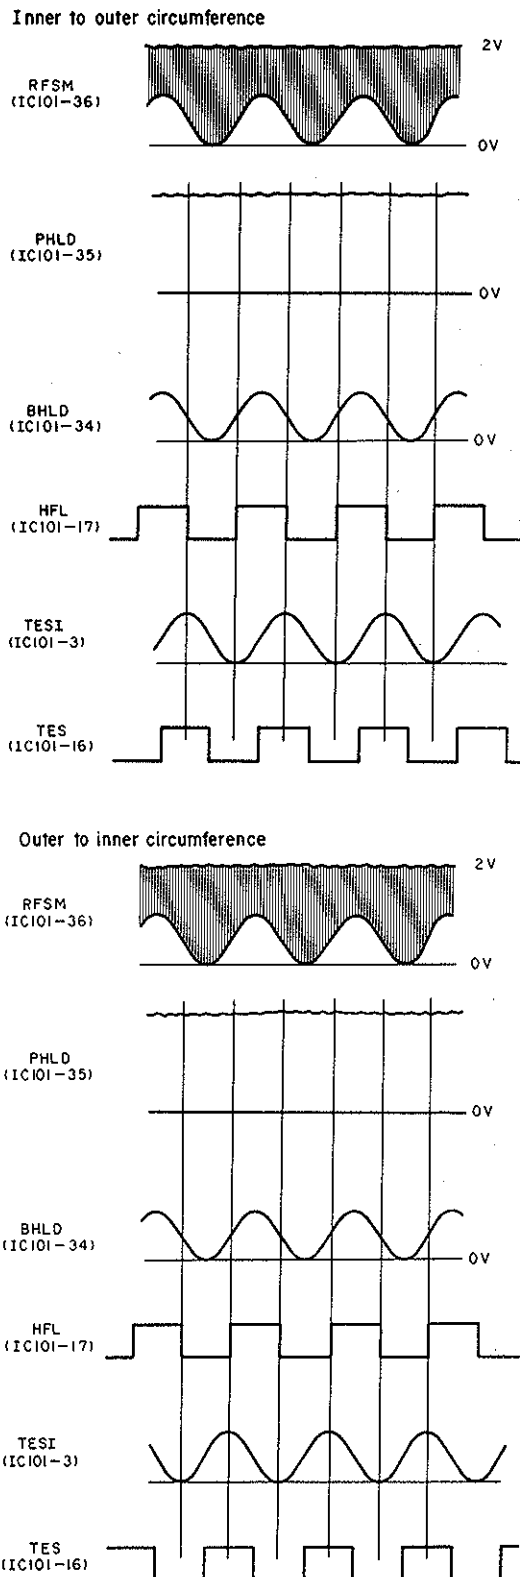 Inner to outer circumference
2V
RFSM
(IC101-36)
0V
PHLD
(IC101-35)
0V
BHLD
(IC101-34)
0V
HFL
(IC101-17)
TESI
(IC101-3)
TES
(IC101-16)
Outer to inner circumference
2V
RFSM
(IC101-36)
0V
PHLD
(IC101-35)
0V
BHLD
(IC101-34)
0V
HFL
(IC101-17)
TESI
(IC101-3)
TES
(IC101-16)